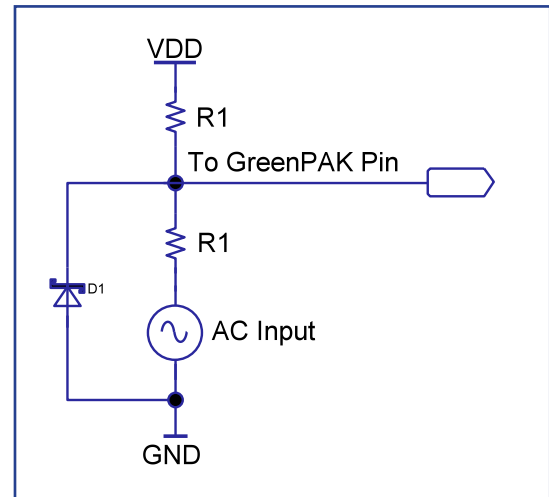 VDD
R1
To GreenPAK Pin
R1
D1
AC Input
GND